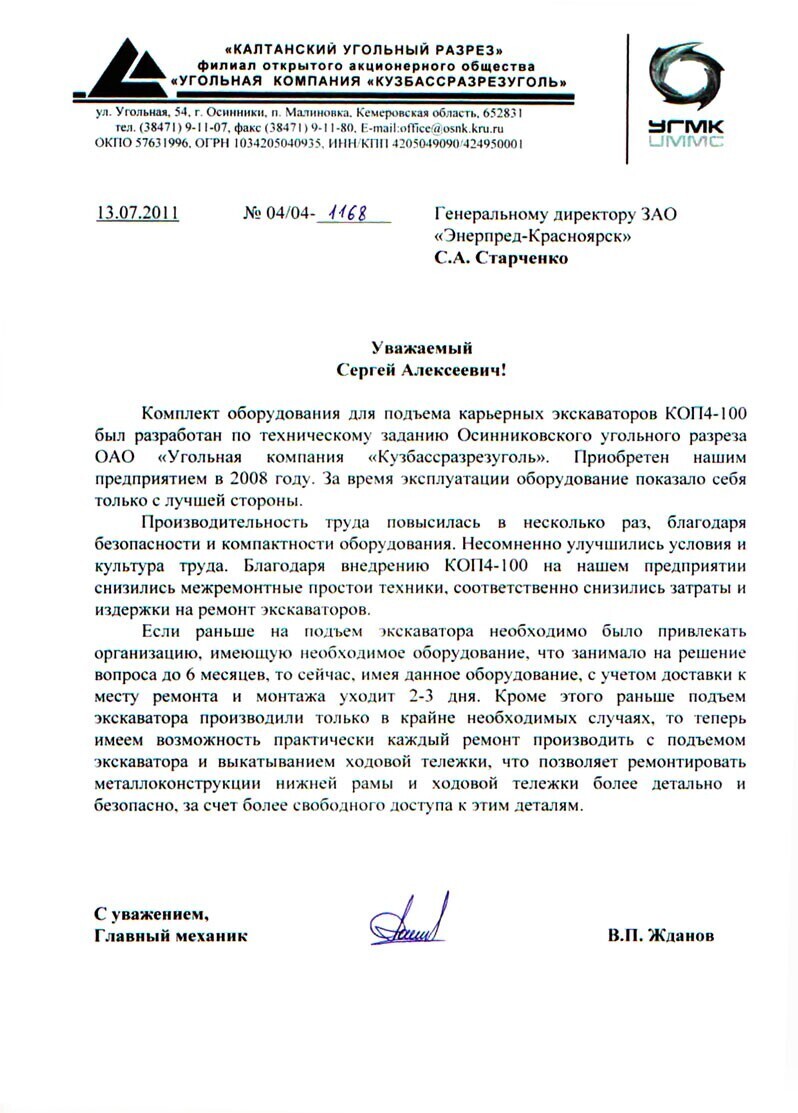 «КАЛТАНСКИЙ УГОЛЬНЫЙ РАЗРЕЗ»
филиал открытого акционерного общества
«УГОЛЬНАЯ КОМПАНИЯ «КУЗБАССРАЗРЕЗУГОЛЬ»
ул. Угольная, 54, г. Осинники, п. Малиновка, Кемеровская область, 652831
тел. (38471) 9-11-07, факс (38471) 9-11-80, E-mail:office@osnk.kru.ru
ОКПО 57631996, ОГРН 1034205040935, ИНН/КПП 4205049090/424950001
УГМК
UMMC
13.07.2011 № 04/04- 1168
Генеральному директору ЗАО
«Энерпред-Красноярск»
С.А. Старченко
Уважаемый
Сергей Алексеевич!
Комплект оборудования для подъема карьерных экскаваторов КОП4-100
был разработан по техническому заданию Осинниковского угольного разреза
ОАО «Угольная компания «Кузбассразрезуголь». Приобретен нашим
предприятием в 2008 году. За время эксплуатации оборудование показало себя
только с лучшей стороны.
Производительность труда повысилась в несколько раз, благодаря
безопасности и компактности оборудования. Несомненно улучшились условия и
культура труда. Благодаря внедрению КОП4-100 на нашем предприятии
снизились межремонтные простои техники, соответственно снизились затраты и
издержки на ремонт экскаваторов.
Если раньше на подъем экскаватора необходимо было привлекать
организацию, имеющую необходимое оборудование, что занимало на решение
вопроса до 6 месяцев, то сейчас, имея данное оборудование, с учетом доставки к
месту ремонта и монтажа уходит 2-3 дня. Кроме этого раньше подъем
экскаватора производили только в крайне необходимых случаях, то теперь
имеем возможность практически каждый ремонт производить с подъемом
экскаватора и выкатыванием ходовой тележки, что позволяет ремонтировать
металлоконструкции нижней рамы и ходовой тележки более детально и
безопасно, за счет более свободного доступа к этим деталям.
С уважением,
Главный механик В.П. Жданов